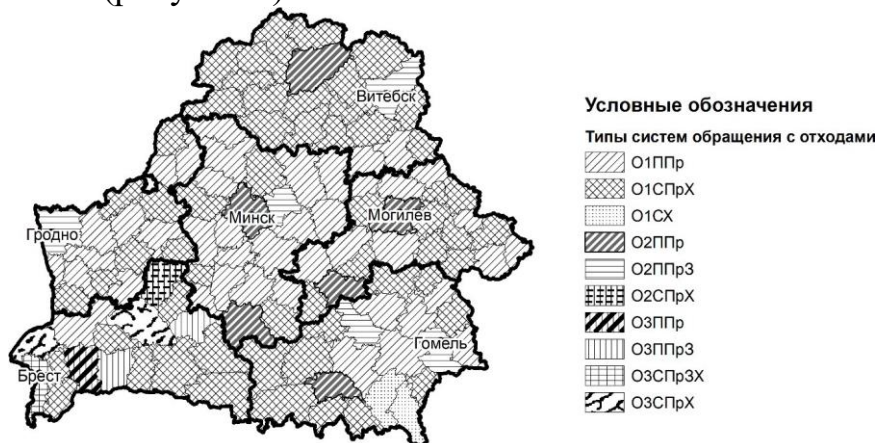 Витебск
Минск
Могилев
Гродно
Гомель
Брест
Условные обозначения
Типы систем обращения с отходами
О1ППр
О1СПрХ
О1СХ
О2ППр
О2ППрЗ
О2СПрХ
О3ППр
О3ППрЗ
О3СПрЗХ
О3СПрХ